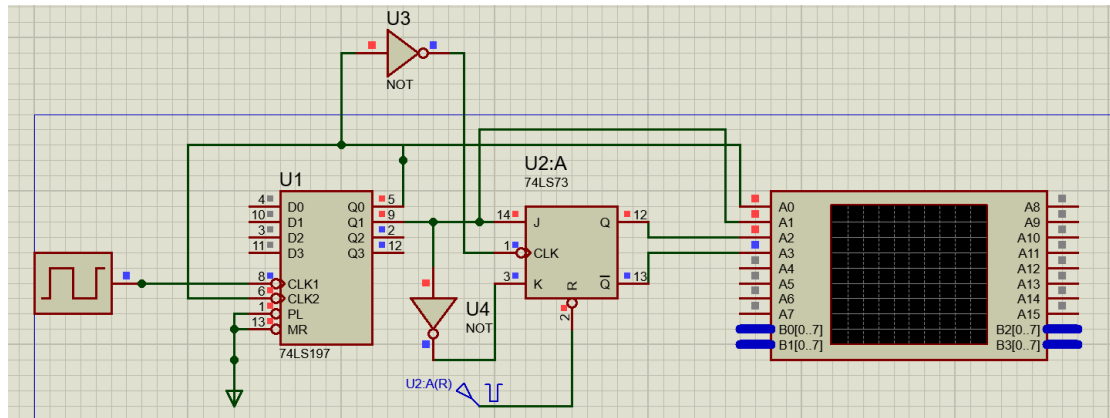 U3
NOT
U1
4 D0 Q0 5
10 D1 Q1 9
3 D2 Q2 2
11 D3 Q3 12
8 CLK1
6 CLK2
1 PL
13 MR
74LS197
U4
NOT
U2:A
74LS73
14 J Q 12
1 CLK
3 K Q 13
R
2
U2:A(R)
A0 A8
A1 A9
A2 A10
A3 A11
A4 A12
A5 A13
A6 A14
A7 A15
B0[0..7] B2[0..7]
B1[0..7] B3[0..7]